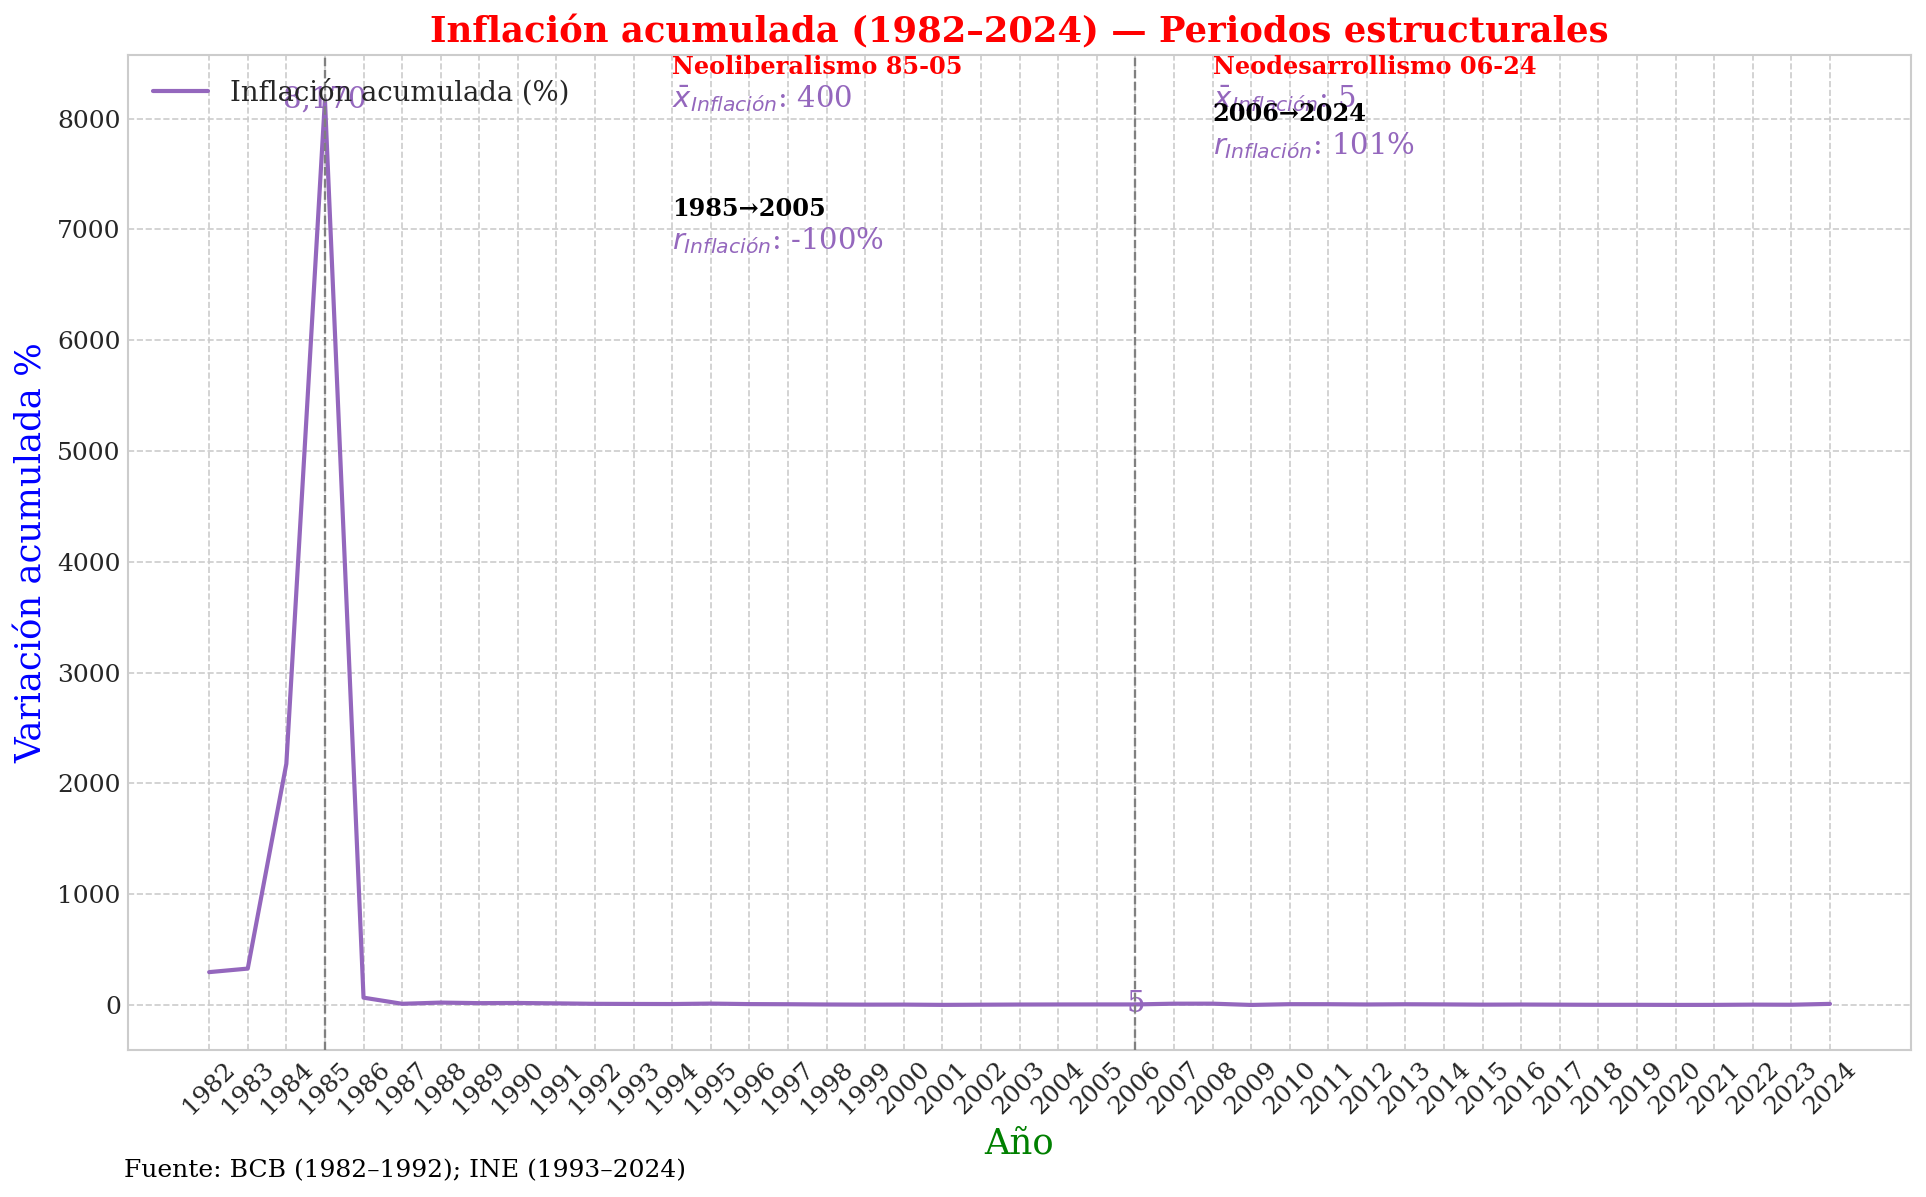 Inflación acumulada (1982–2024) — Periodos estructurales
Inflación acumulada (%)
8,170
Neoliberalismo 85-05
x̄Inflación: 400
1985→2005
rInflación: -100%
Neodesarrollismo 06-24
x̄Inflación: 5
2006→2024
rInflación: 101%
Variación acumulada %
8000
7000
6000
5000
4000
3000
2000
1000
0
5
1982 1983 1984 1985 1986 1987 1988 1989 1990 1991 1992 1993 1994 1995 1996 1997 1998 1999 2000 2001 2002 2003 2004 2005 2006 2007 2008 2009 2010 2011 2012 2013 2014 2015 2016 2017 2018 2019 2020 2021 2022 2023 2024
Año
Fuente: BCB (1982–1992); INE (1993–2024)